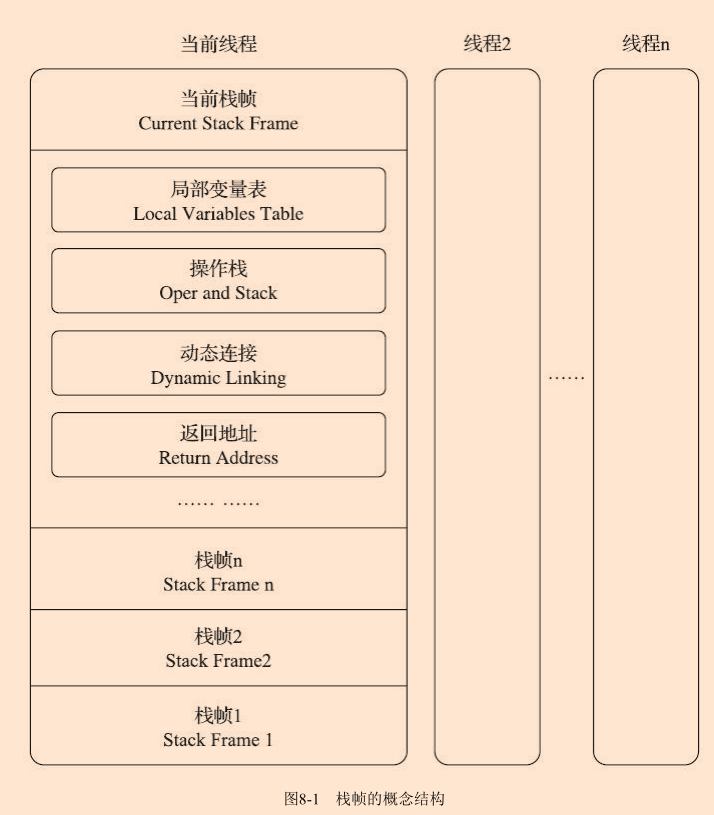 当前线程
线程2
线程n
当前栈帧
Current Stack Frame
局部变量表
Local Variables Table
操作栈
Oper and Stack
动态连接
Dynamic Linking
……
返回地址
Return Address
…… ……
栈帧n
Stack Frame n
栈帧2
Stack Frame2
栈帧1
Stack Frame 1
图8-1 栈帧的概念结构